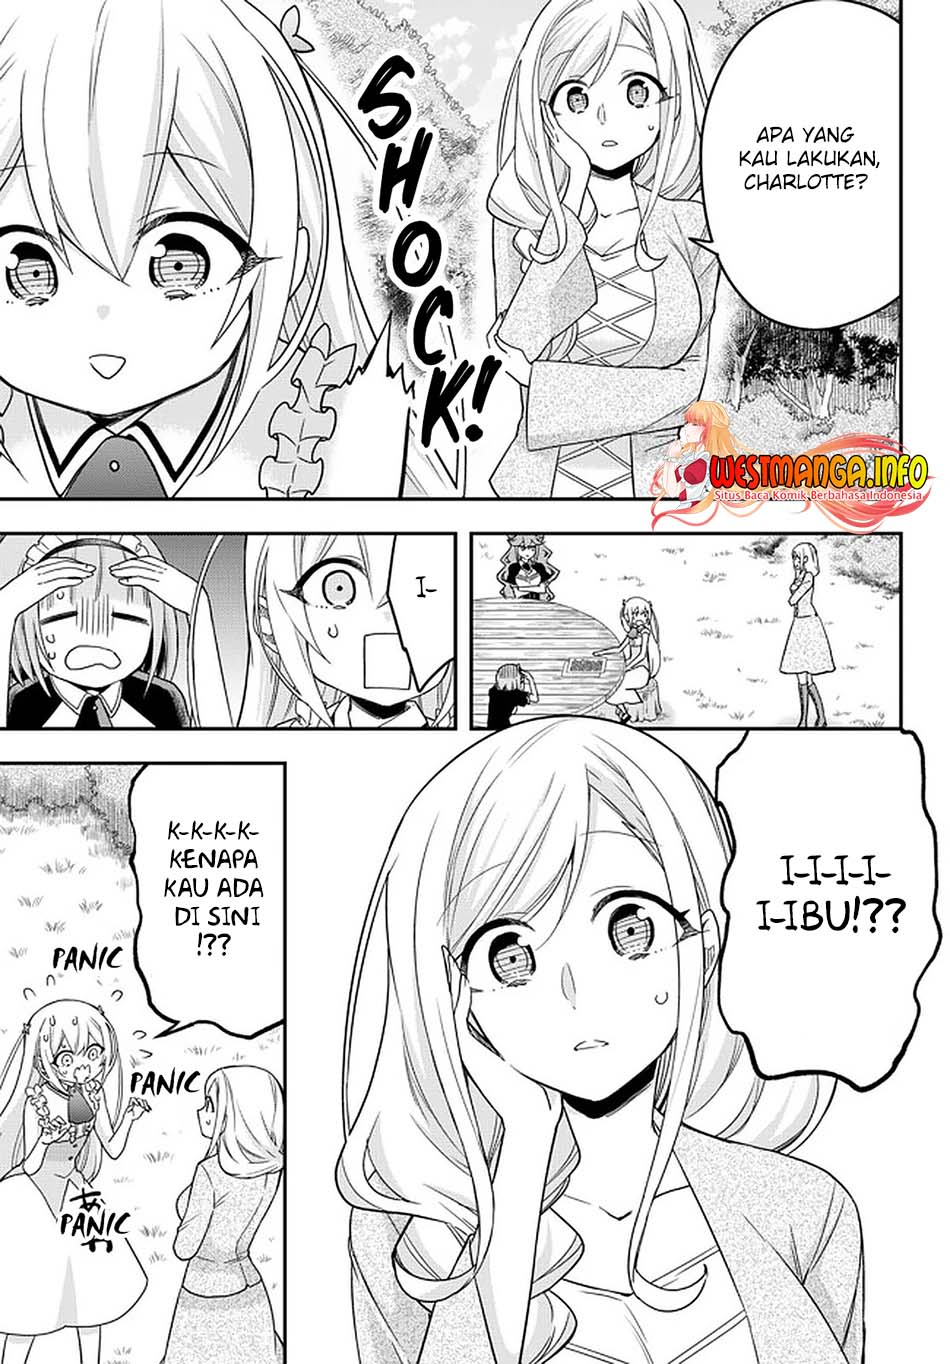 APA YANG
KAU LAKUKAN,
CHARLOTTE?
SHOCK!
WESTMANGA.INFO
Situs Baca Komik Berbahasa Indonesia
I-
I-I-I-I-
I-IBU!??
K-K-K-K-
KENAPA
KAU ADA
DI SINI
!??
PANIC
PANIC
PANIC